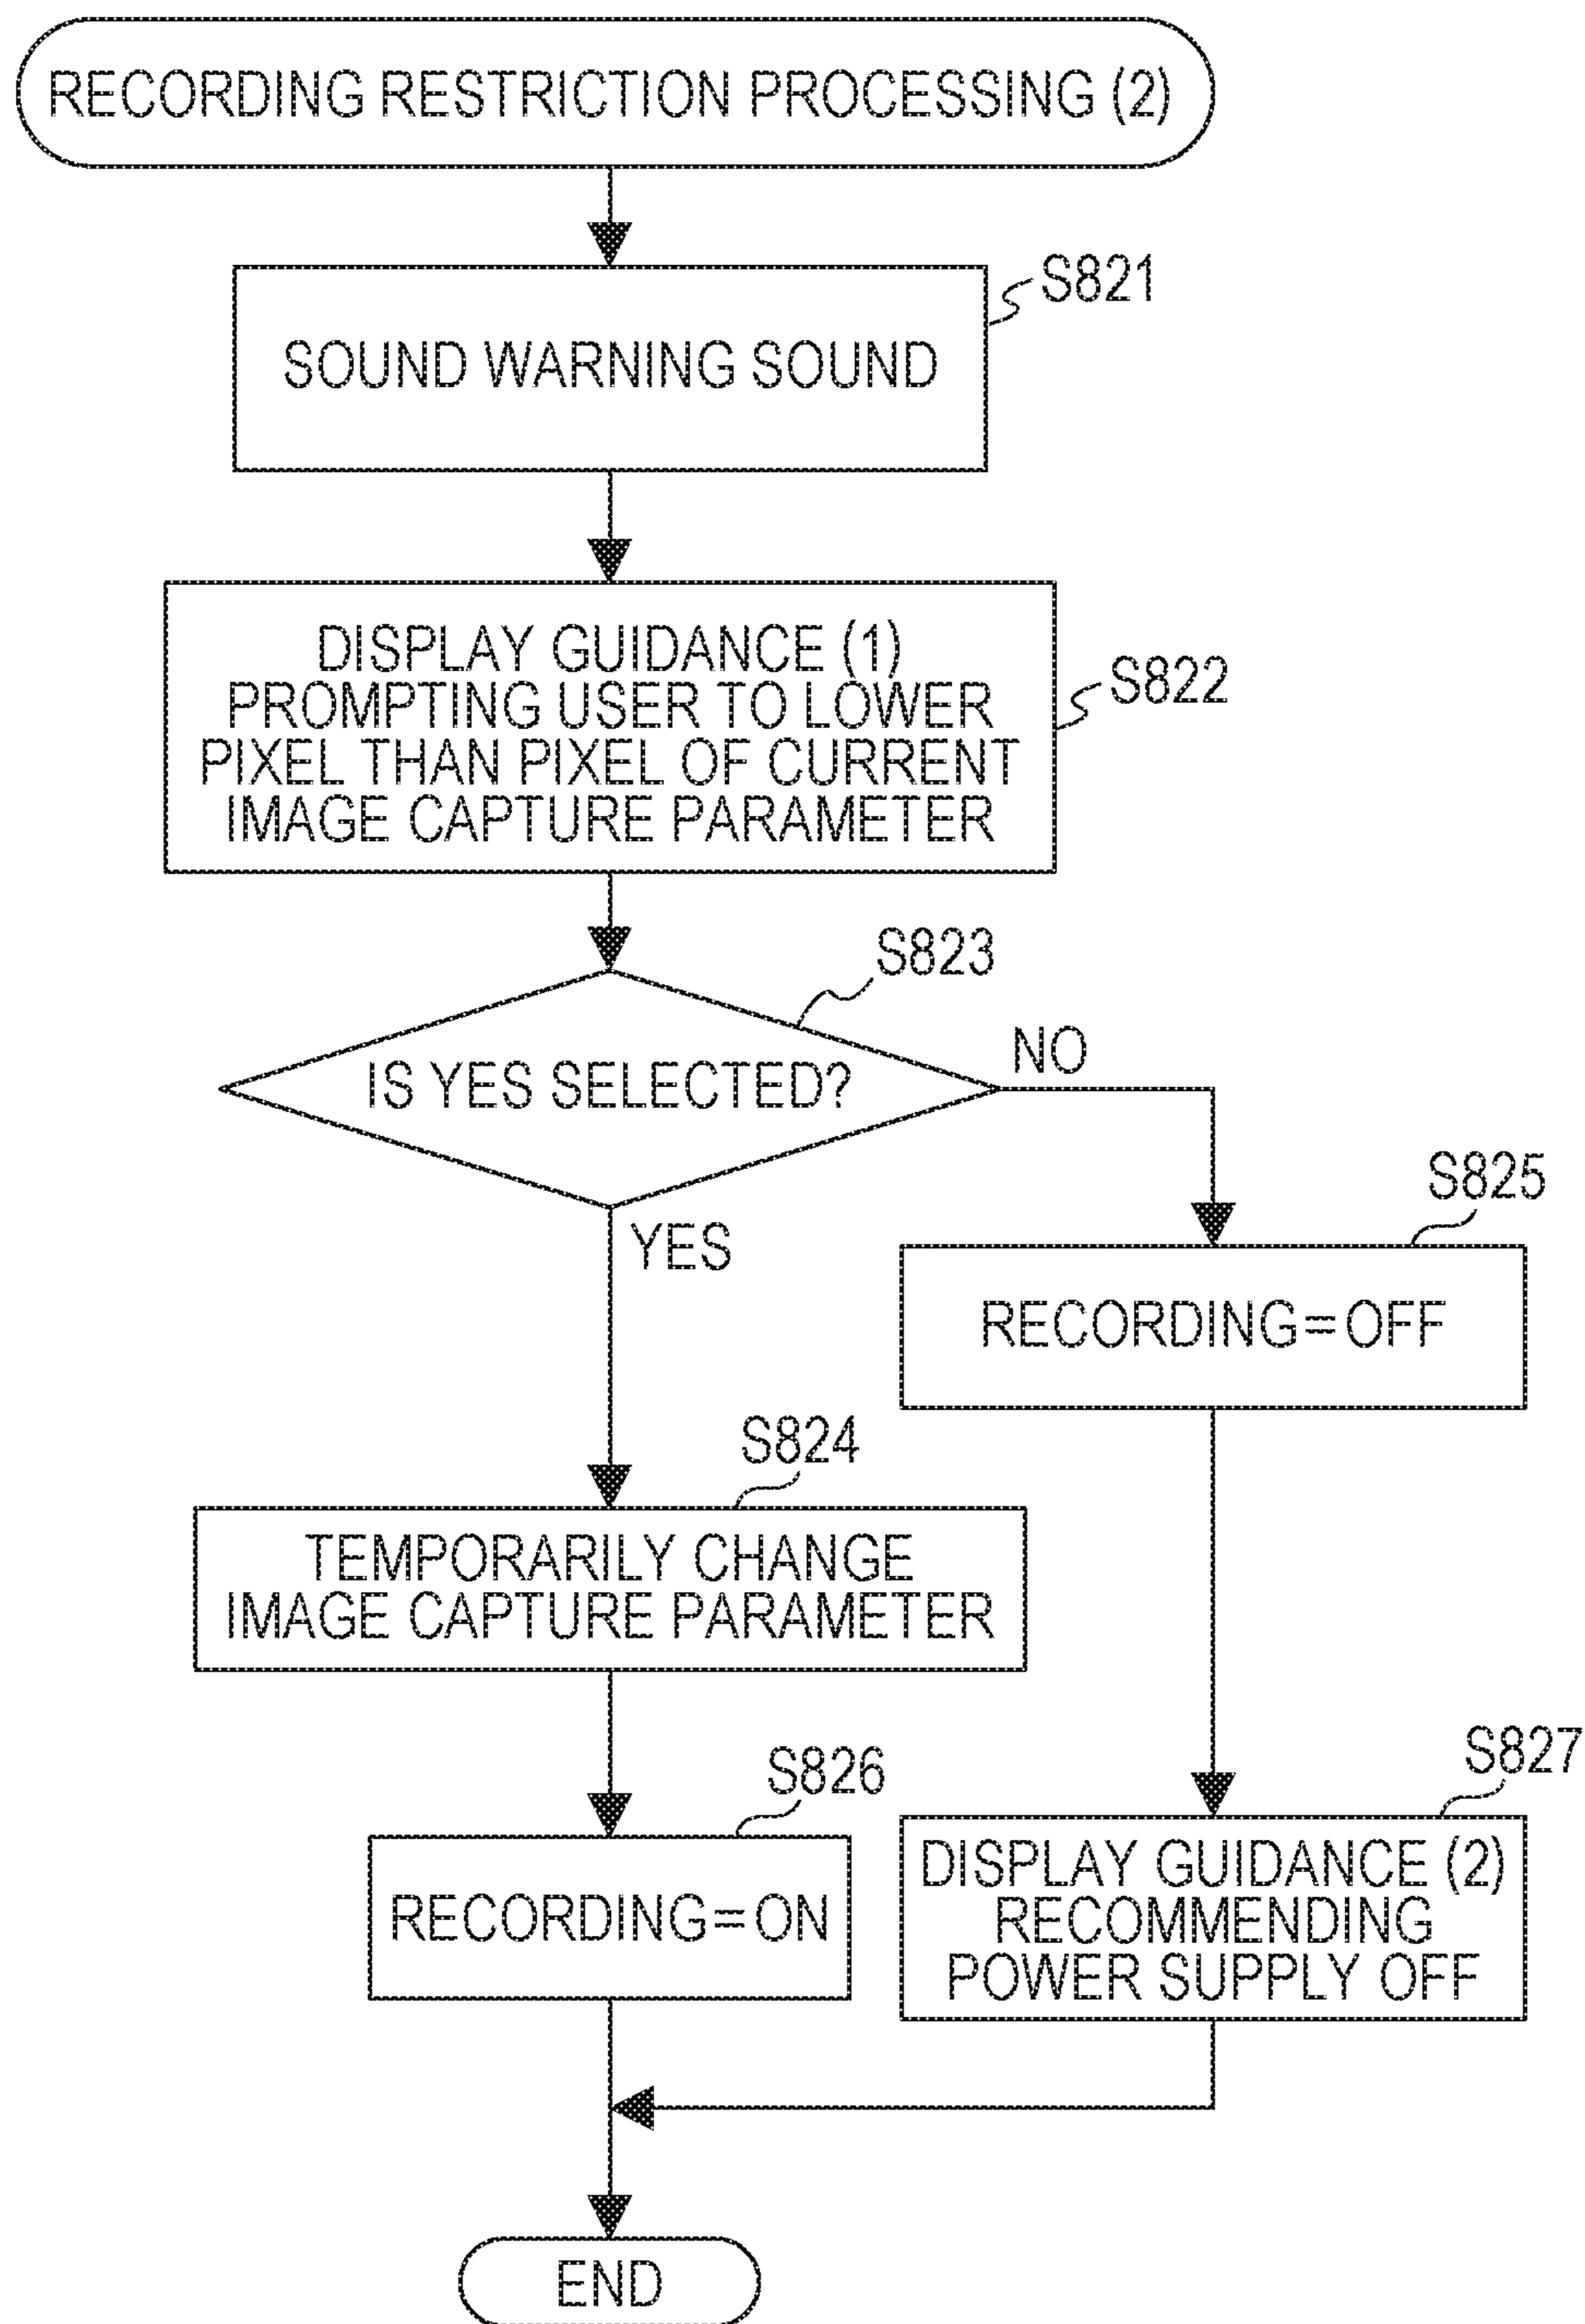 RECORDING RESTRICTION PROCESSING (2)
S821
SOUND WARNING SOUND
S822
DISPLAY GUIDANCE (1)
PROMPTING USER TO LOWER
PIXEL THAN PIXEL OF CURRENT
IMAGE CAPTURE PARAMETER
S823
IS YES SELECTED?
NO
YES
S825
RECORDING=OFF
S824
TEMPORARILY CHANGE
IMAGE CAPTURE PARAMETER
S826
RECORDING=ON
S827
DISPLAY GUIDANCE (2)
RECOMMENDING
POWER SUPPLY OFF
END